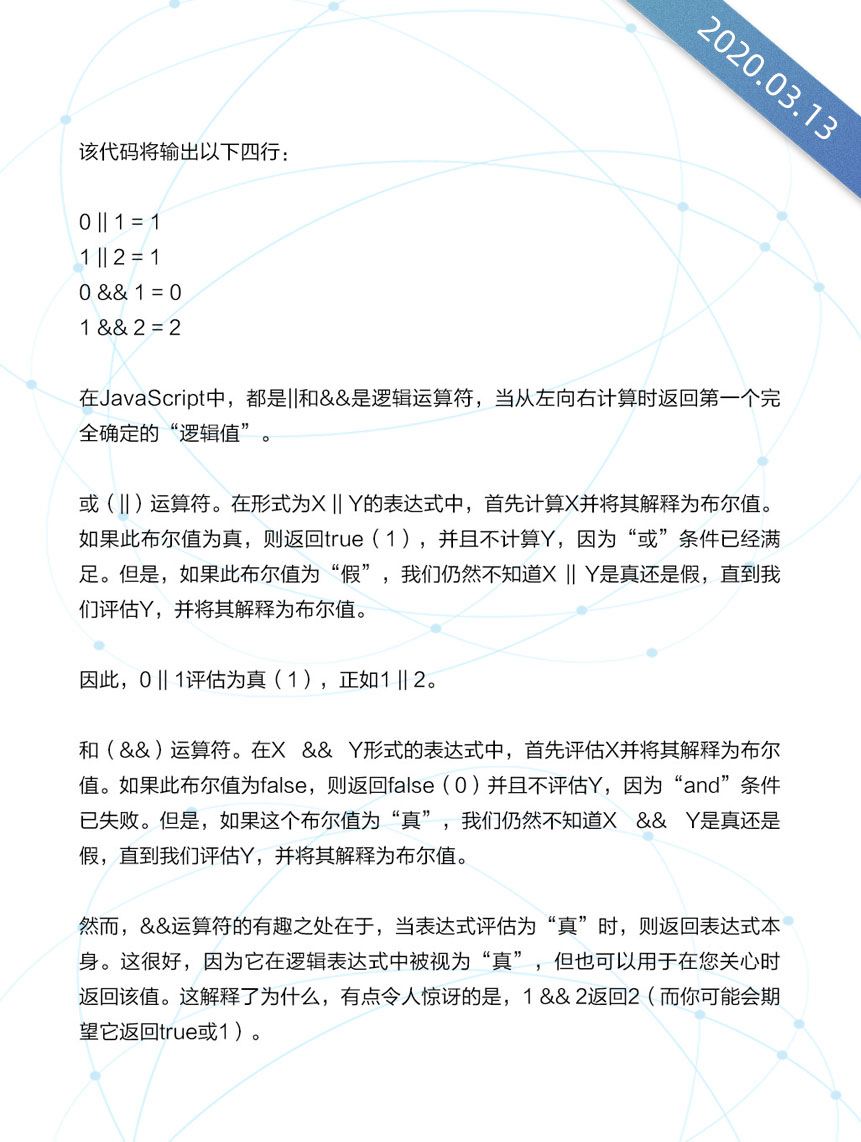 2020.03.13
该代码将输出以下四行：
0 || 1 = 1
1 || 2 = 1
0 && 1 = 0
1 && 2 = 2
在JavaScript中，都是||和&&是逻辑运算符，当从左向右计算时返回第一个完
全确定的“逻辑值”。
或（||）运算符。在形式为X || Y的表达式中，首先计算X并将其解释为布尔值。
如果此布尔值为真，则返回true（1），并且不计算Y，因为“或”条件已经满
足。但是，如果此布尔值为“假”，我们仍然不知道X || Y是真还是假，直到我
们评估Y，并将其解释为布尔值。
因此，0 || 1评估为真（1），正如1 || 2。
和（&&）运算符。在X && Y形式的表达式中，首先评估X并将其解释为布尔
值。如果此布尔值为false，则返回false（0）并且不评估Y，因为“and”条件
已失败。但是，如果这个布尔值为“真”，我们仍然不知道X && Y是真还是
假，直到我们评估Y，并将其解释为布尔值。
然而，&&运算符的有趣之处在于，当表达式评估为“真”时，则返回表达式本
身。这很好，因为它在逻辑表达式中被视为“真”，但也可以用于在您关心时
返回该值。这解释了为什么，有点令人惊讶的是，1 && 2返回2（而你可能会期
望它返回true或1）。